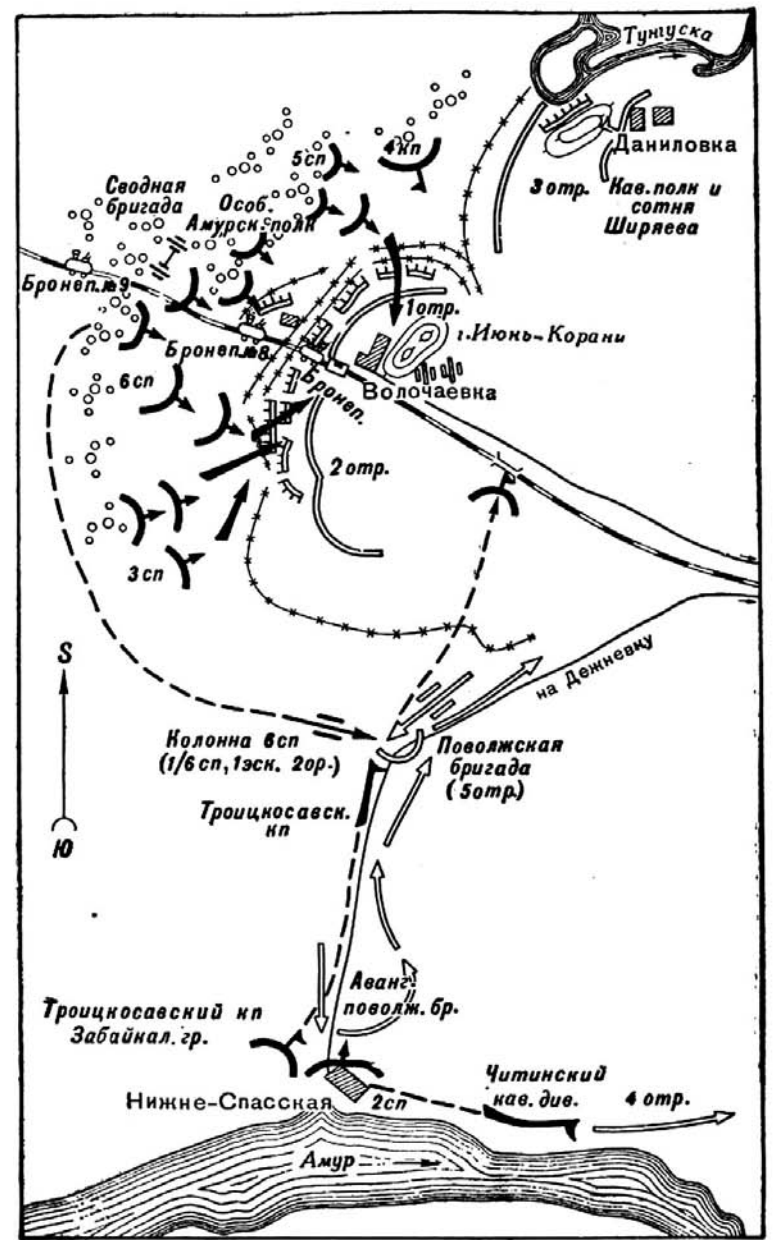 Тунгуска
Даниловка
3 отр.
Кав. полк и
сотня
Ширяева
4 кп
5 сп
Сводная
бригада
Особ.
Амурск. полк
Бронеп. №9
1 отр.
г. Июнь-Корани
Бронеп. №8
Бронеп.
Волочаевка
6 сп
2 отр.
3 сп
S
Ю
на Дежневку
Колонна 6 сп
(1/6 сп, 1 эск. 2 ор.)
Поволжская
бригада
(5 отр.)
Троицкосавск.
кп
Аванг.
поволж. бр.
Троицкосавский кп
Забайкал. гр.
Нижне-Спасская
2 сп
Читинский
кав. див.
4 отр.
Амур